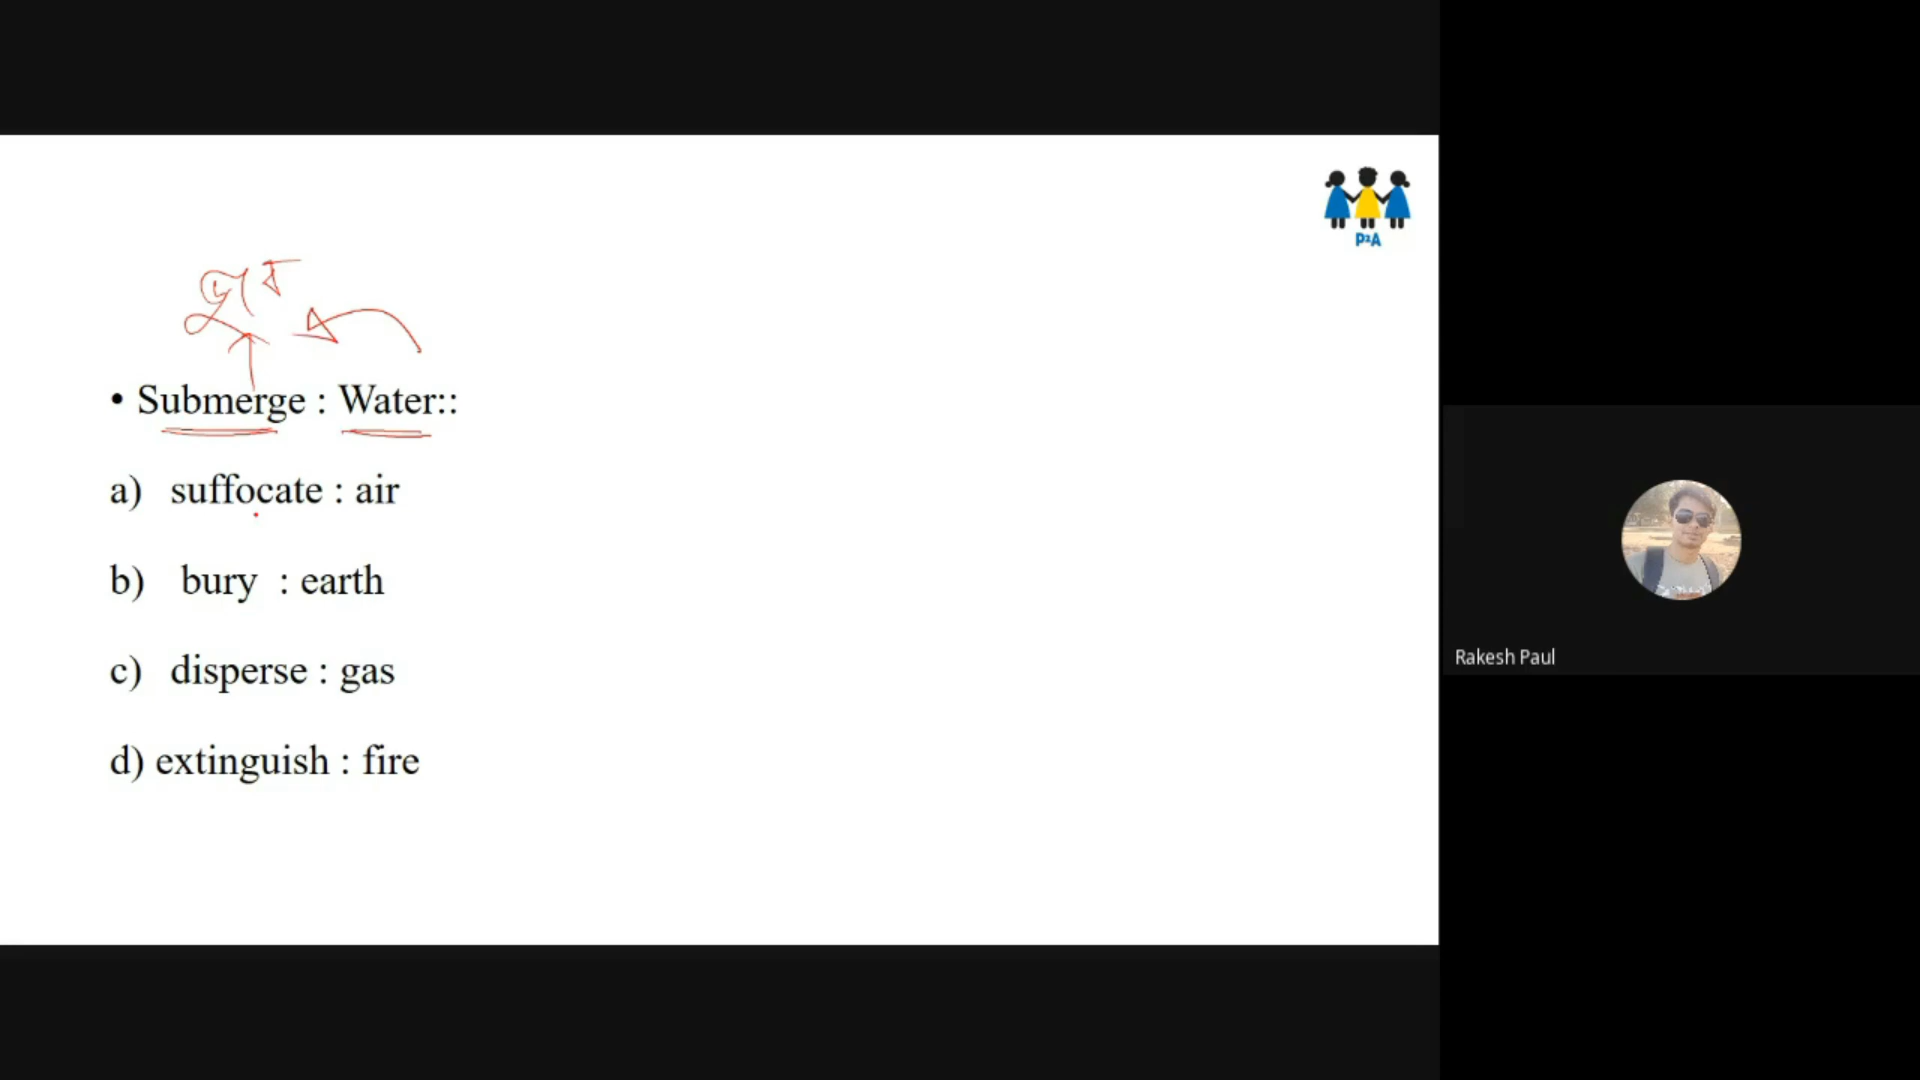 P²A
ডুব
• Submerge : Water::
a) suffocate : air
b) bury : earth
c) disperse : gas
d) extinguish : fire
Rakesh Paul